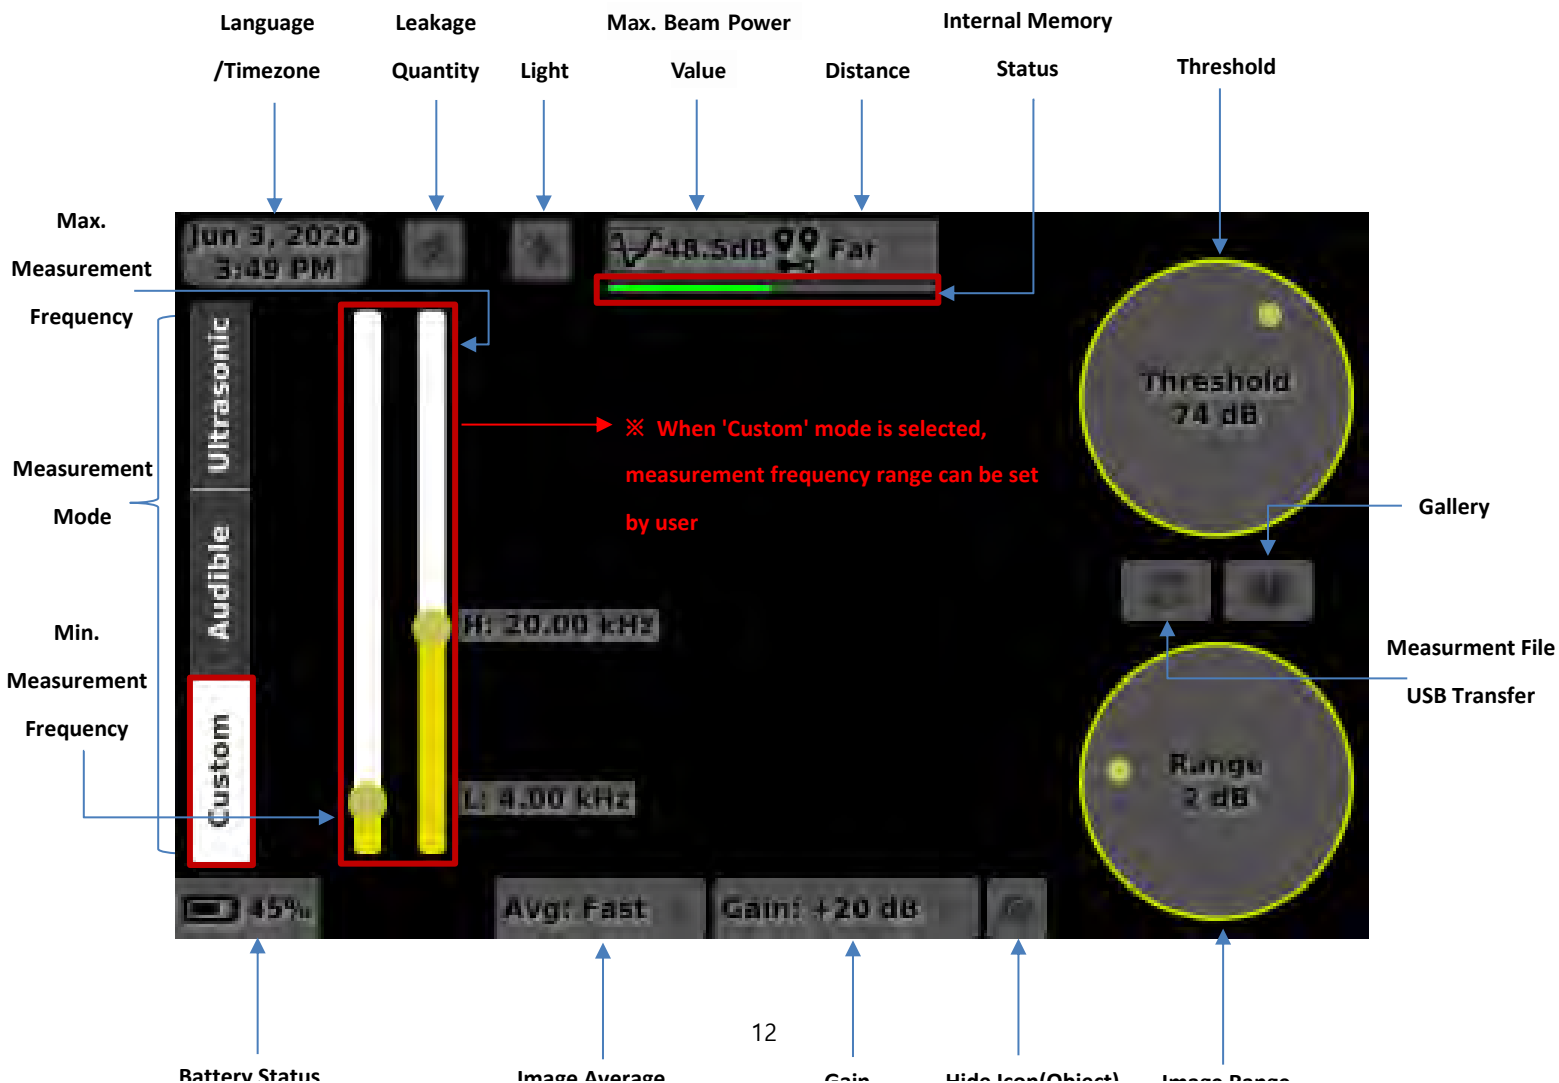 Language
/Timezone
Leakage
Quantity
Light
Max. Beam Power
Value
Distance
Internal Memory
Status
Threshold
Max.
Measurement
Frequency
Measurement
Mode
Min.
Measurement
Frequency
Jun 3, 2020
3:49 PM
48.5dB
Far
Ultrasonic
Audible
Custom
※ When 'Custom' mode is selected,
measurement frequency range can be set
by user
H: 20.00 kHz
L: 4.00 kHz
Threshold
74 dB
Gallery
Measurment File
USB Transfer
Range
2 dB
45%
Avg: Fast
Gain: +20 dB
12
Battery Status
Image Average
Gain
Hide Icon(Object)
Image Range